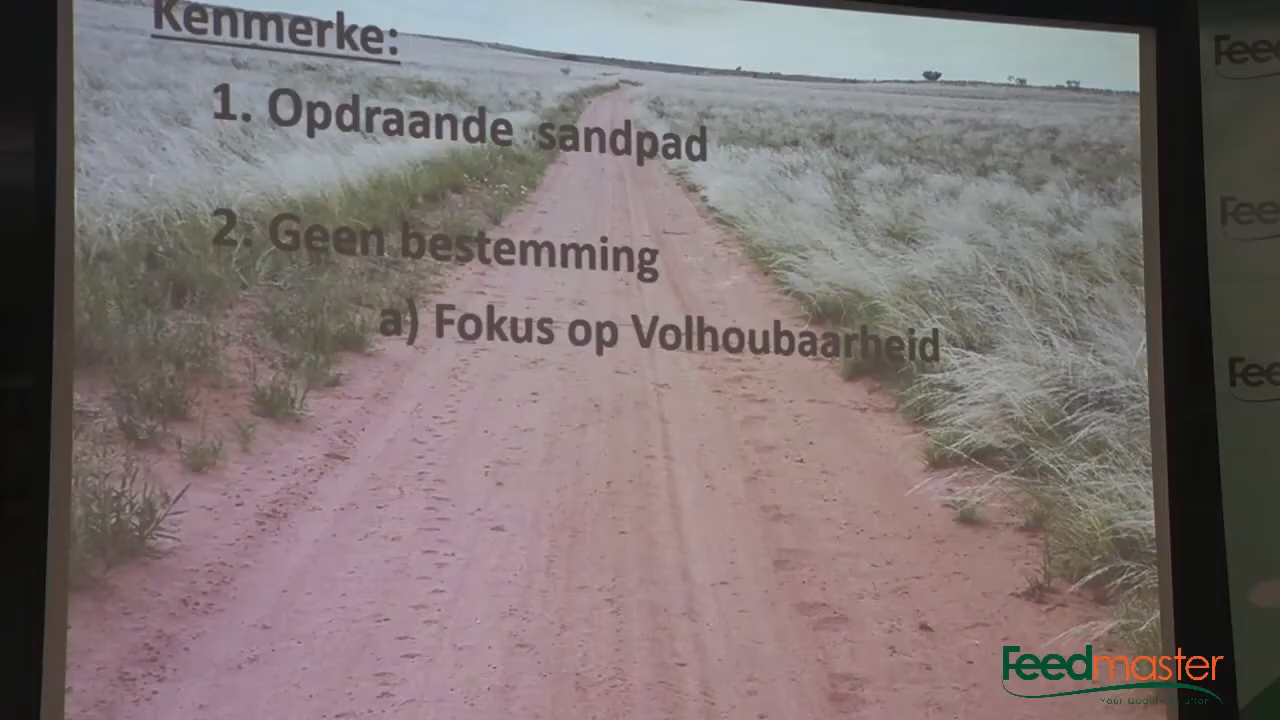 Kenmerke:
1. Opdraande sandpad
2. Geen bestemming
a) Fokus op Volhoubaarheid
Feedmaster